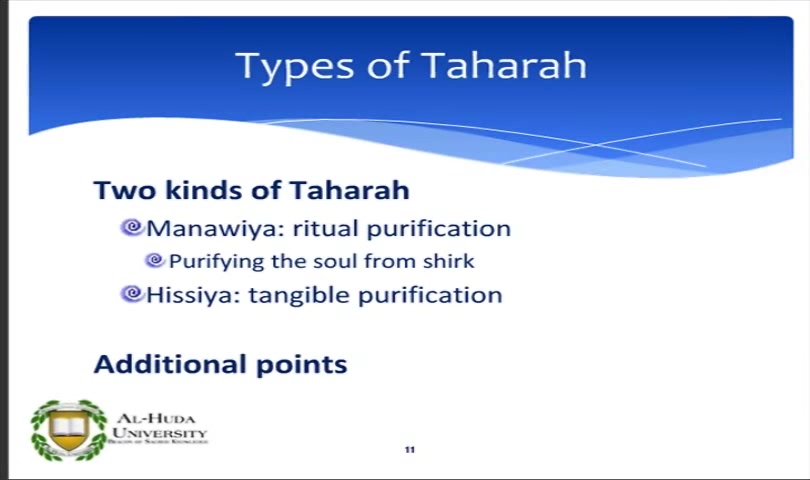 Types of Taharah
Two kinds of Taharah
Manawiya: ritual purification
Purifying the soul from shirk
Hissiya: tangible purification
Additional points
AL-HUDA
UNIVERSITY
BEACON OF SACRED KNOWLEDGE
11